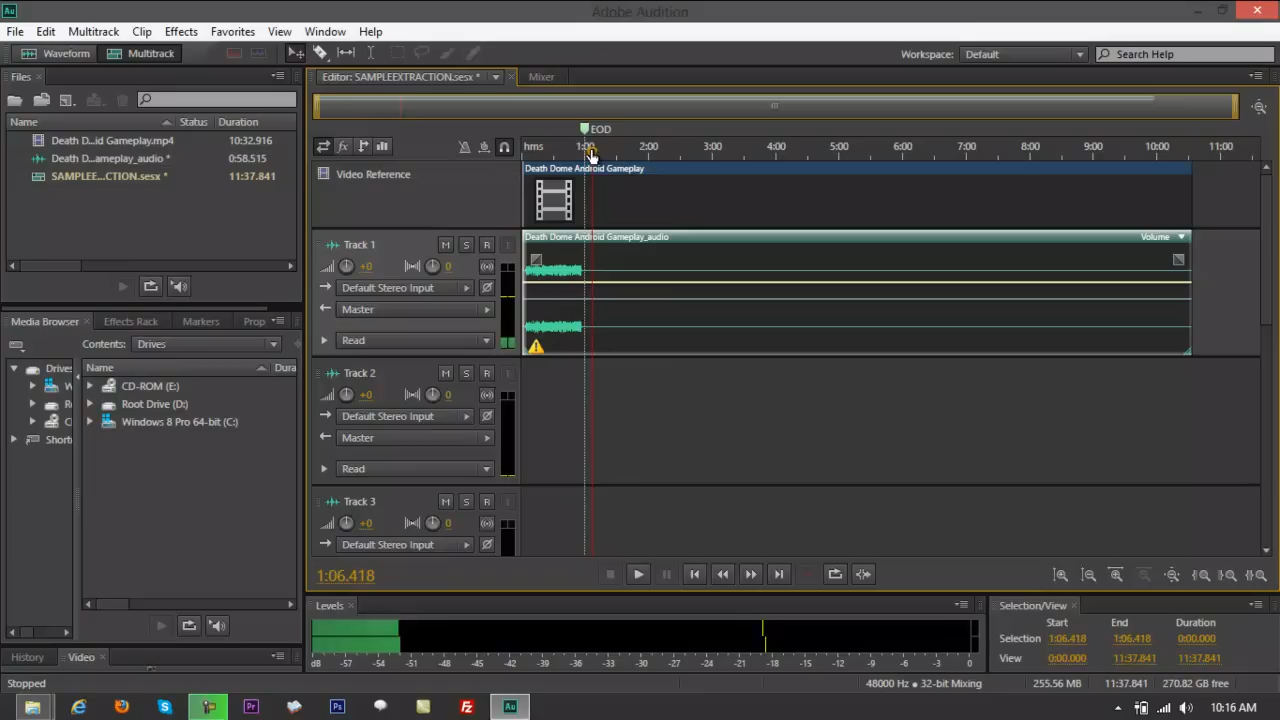 Au
Adobe Audition
File Edit Multitrack Clip Effects Favorites View Window Help
Waveform Multitrack Workspace: Default Search Help
Files
Editor: SAMPLEEXTRACTION.sesx * Mixer
Name Status Duration
Death D...id Gameplay.mp4 10:32.916
Death D...ameplay_audio * 0:58.515
SAMPLEE...CTION.sesx * 11:37.841
EOD
hms 1:00 2:00 3:00 4:00 5:00 6:00 7:00 8:00 9:00 10:00 11:00
Video Reference
Death Dome Android Gameplay
Track 1 M S R I
Death Dome Android Gameplay_audio Volume
+0 0
Default Stereo Input
Master
Read
Track 2 M S R I
+0 0
Default Stereo Input
Master
Read
Track 3 M S R I
+0 0
Default Stereo Input
Media Browser Effects Rack Markers Prop
Contents: Drives
Drives
Name Dura
W
CD-ROM (E:)
Root Drive (D:)
C
Windows 8 Pro 64-bit (C:)
Short
1:06.418
Levels
dB -57 -54 -51 -48 -45 -42 -39 -36 -33 -30 -27 -24 -21 -18 -15 -12 -9 -6 -3 0
Selection/View
Start End Duration
Selection 1:06.418 1:06.418 0:00.000
View 0:00.000 11:37.841 11:37.841
History Video
Stopped 48000 Hz ● 32-bit Mixing 255.56 MB 11:37.841 270.82 GB free
Pr Ps Fz Au
10:16 AM